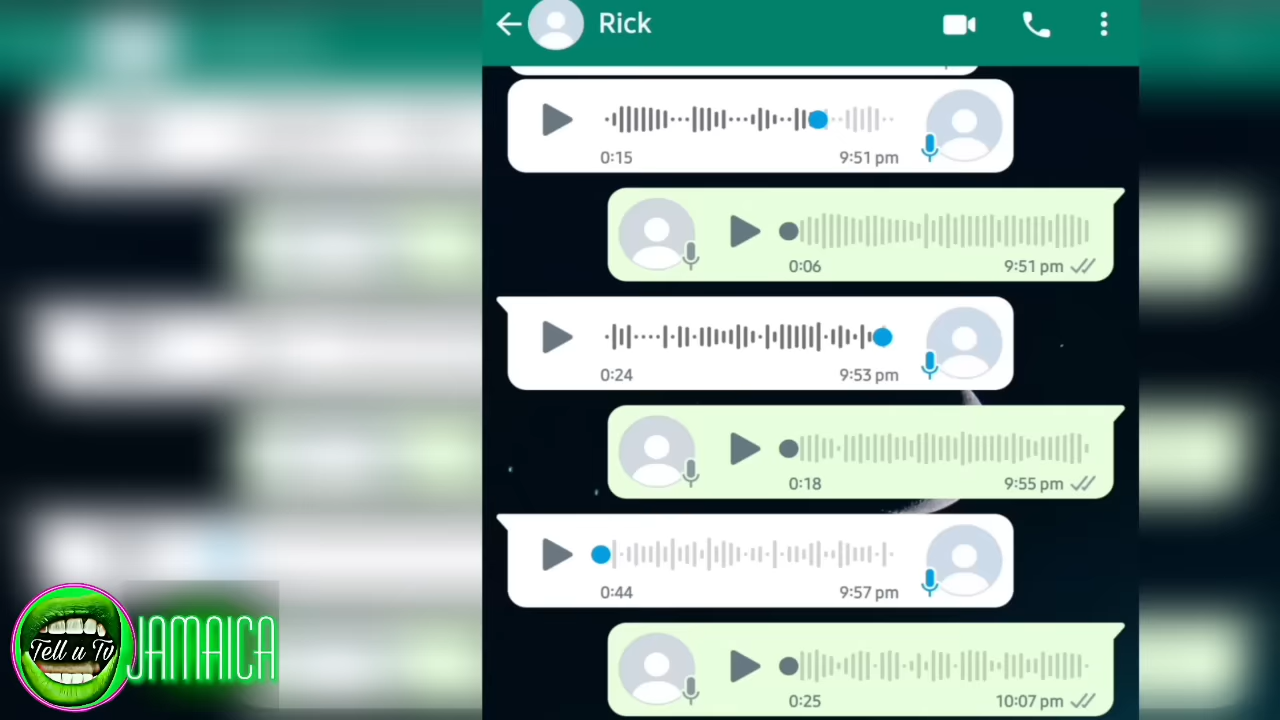 Rick
0:15 9:51 pm
0:06 9:51 pm
0:24 9:53 pm
0:18 9:55 pm
0:44 9:57 pm
0:25 10:07 pm
Tell u Tv JAMAICA